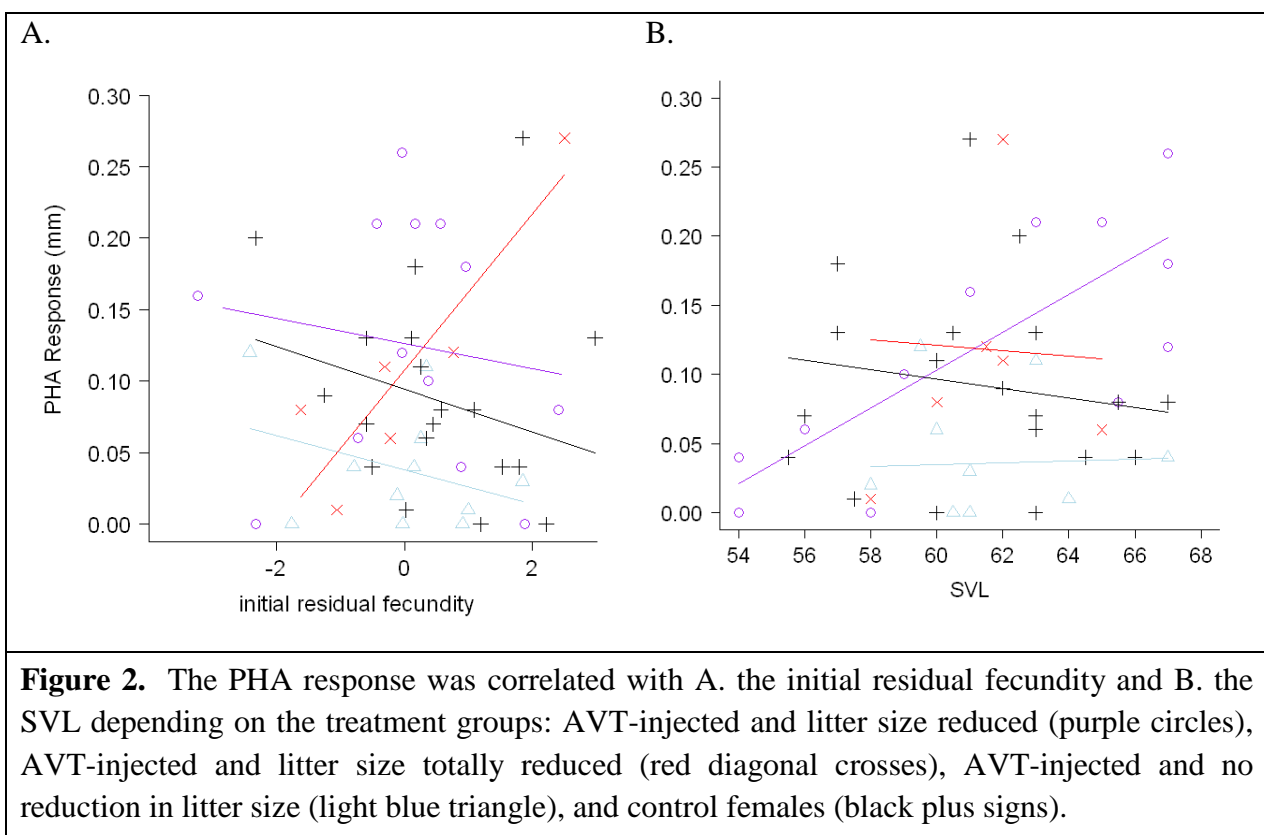 A.
B.
0.30
0.25
0.20
0.15
0.10
0.05
0.00
PHA Response (mm)
-2 0 2
initial residual fecundity
0.30
0.25
0.20
0.15
0.10
0.05
0.00
54 56 58 60 62 64 66 68
SVL
Figure 2. The PHA response was correlated with A. the initial residual fecundity and B. the
SVL depending on the treatment groups: AVT-injected and litter size reduced (purple circles),
AVT-injected and litter size totally reduced (red diagonal crosses), AVT-injected and no
reduction in litter size (light blue triangle), and control females (black plus signs).